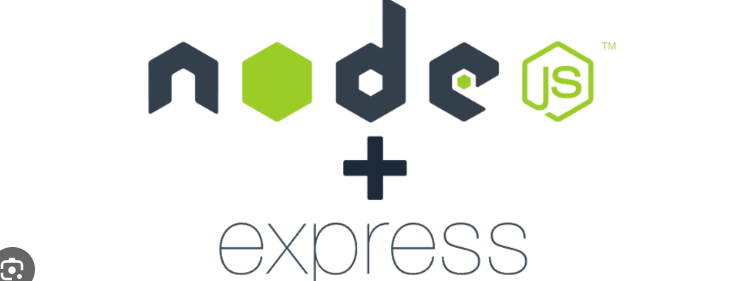 node JS ™
+
express